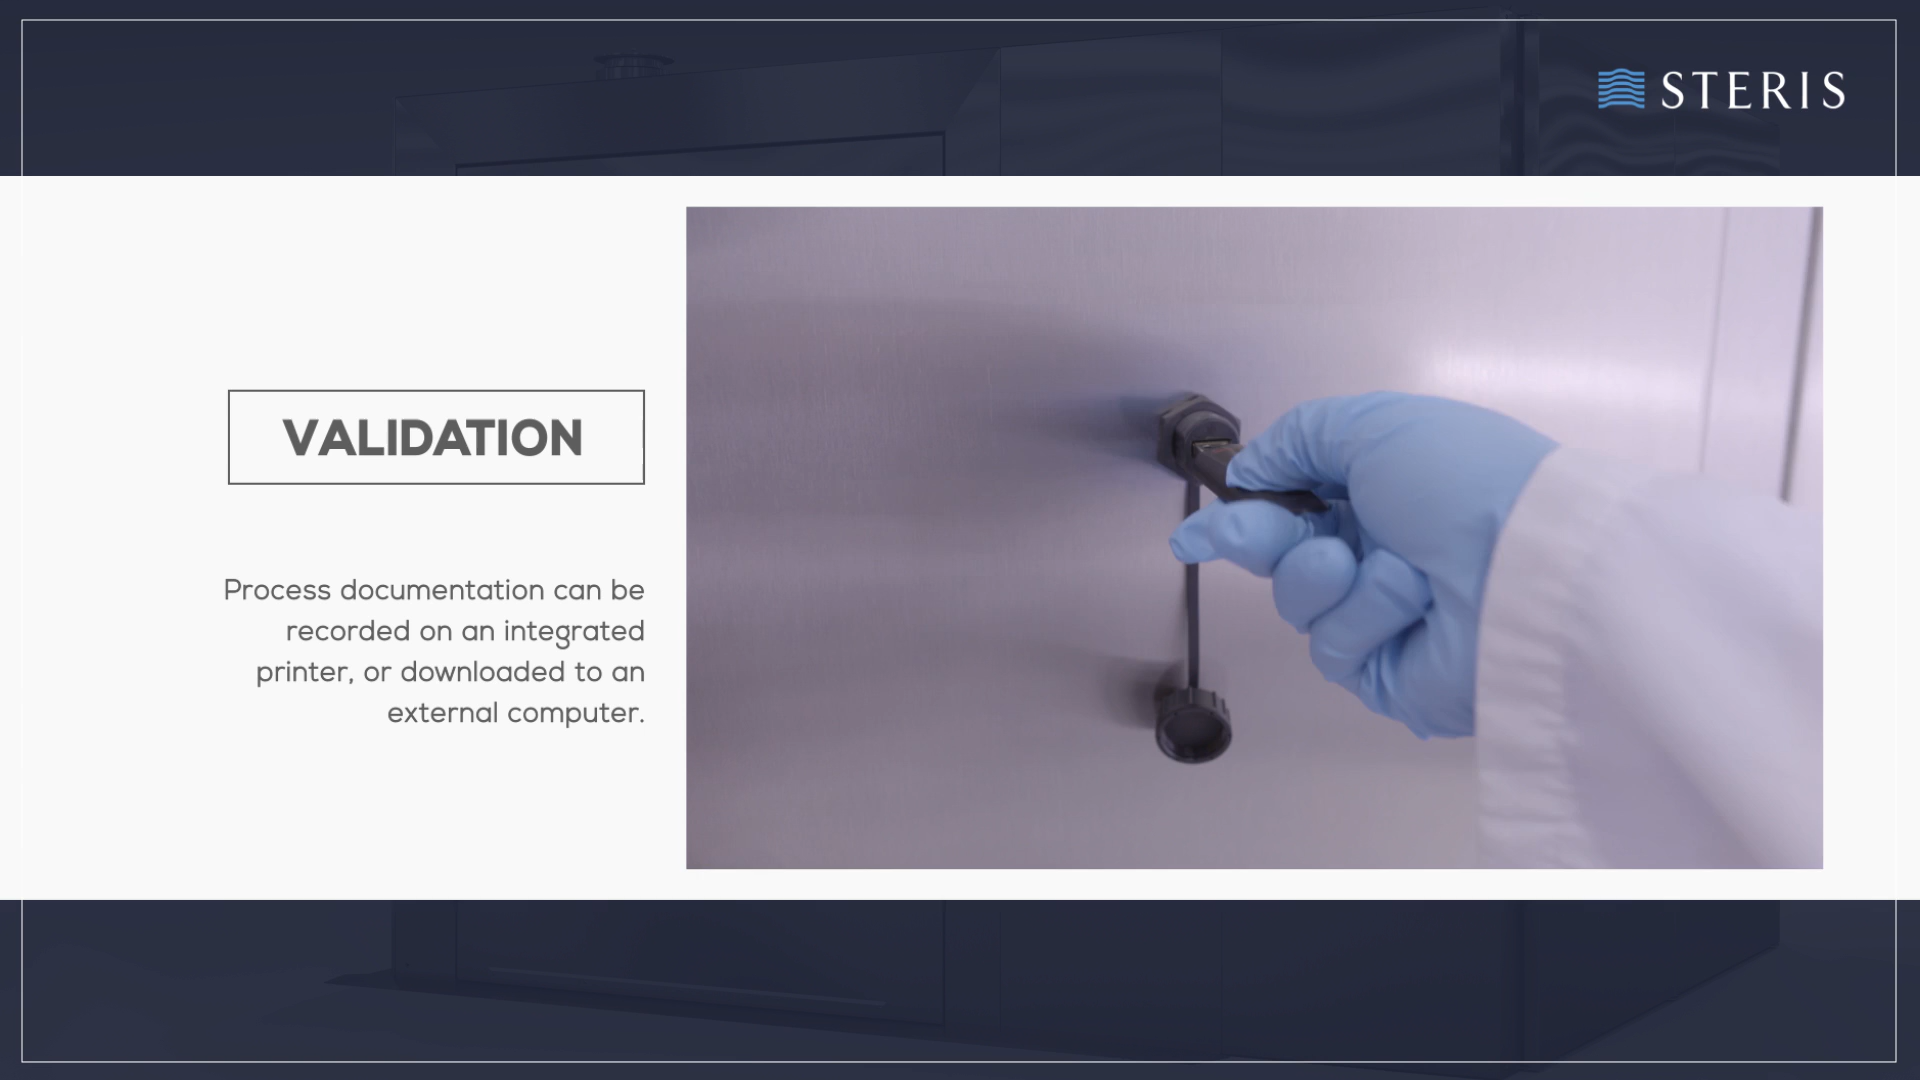 STERIS
VALIDATION
Process documentation can be
recorded on an integrated
printer, or downloaded to an
external computer.